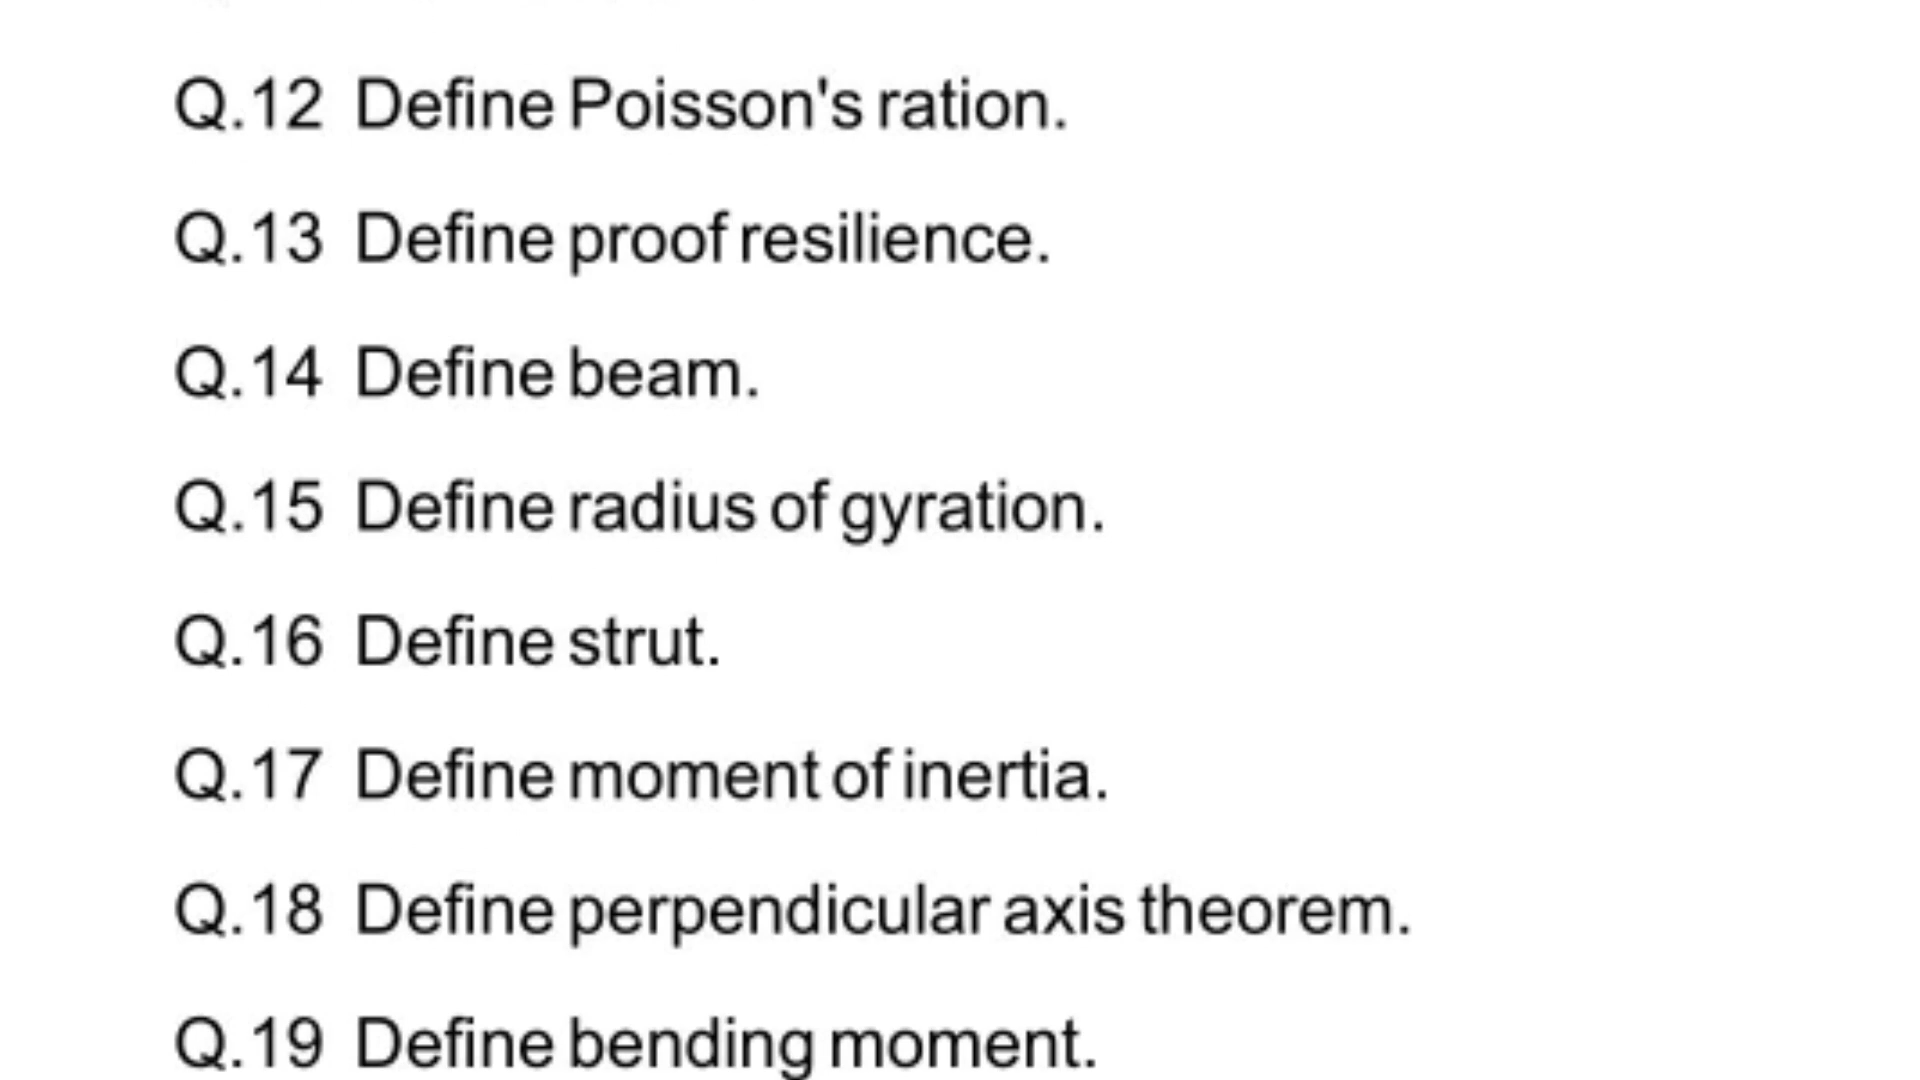 Q.12 Define Poisson's ration.
Q.13 Define proof resilience.
Q.14 Define beam.
Q.15 Define radius of gyration.
Q.16 Define strut.
Q.17 Define moment of inertia.
Q.18 Define perpendicular axis theorem.
Q.19 Define bending moment.